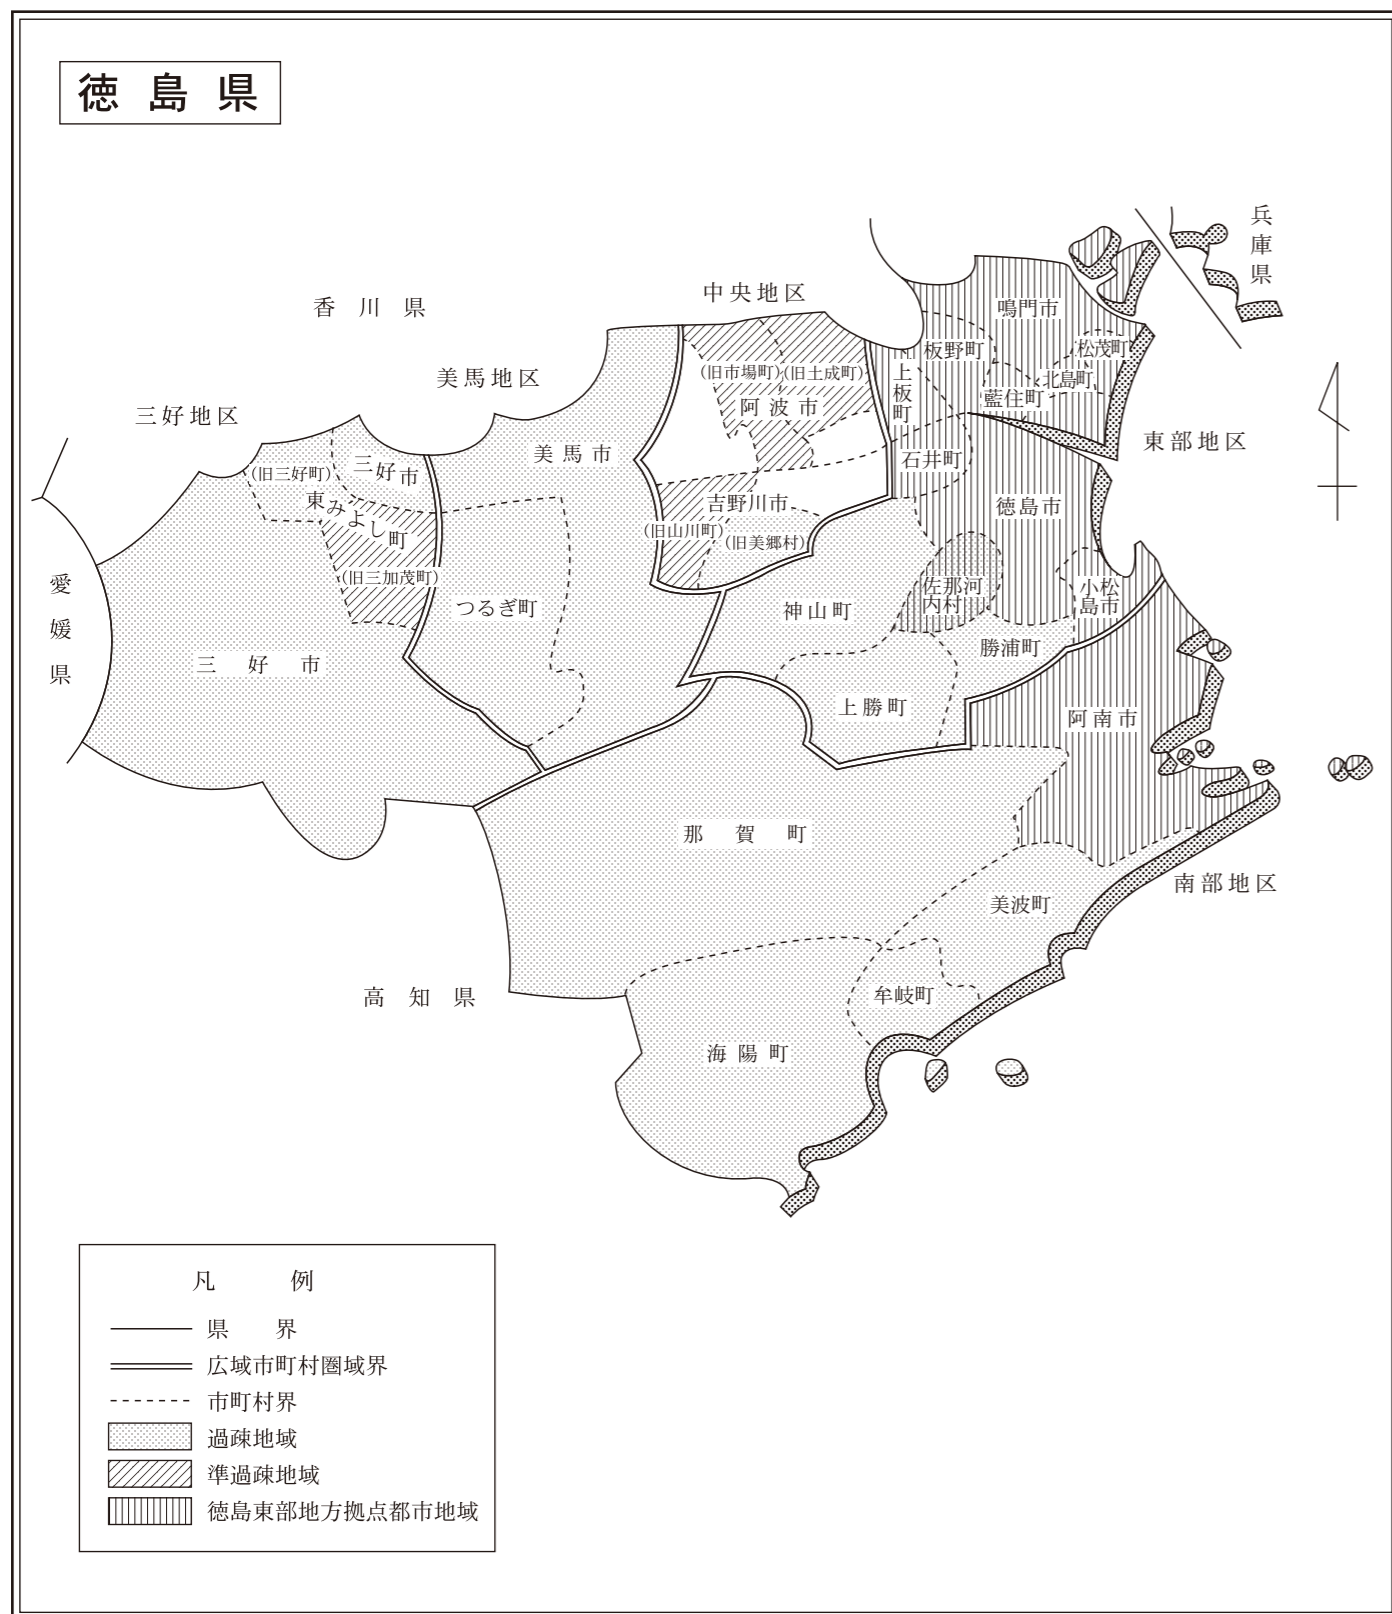 徳島県
兵庫県
中央地区
香川県
鳴門市
美馬地区
板野町
松茂町
(旧市場町)
(旧土成町)
上板町
北島町
三好地区
阿波市
藍住町
東部地区
美馬市
石井町
(旧三好町)
三好市
東みよし町
吉野川市
徳島市
(旧山川町)
(旧美郷村)
(旧三加茂町)
愛媛県
つるぎ町
神山町
佐那河
内村
小松
島市
勝浦町
三好市
上勝町
阿南市
那賀町
南部地区
美波町
高知県
牟岐町
海陽町
凡例
県界
広域市町村圏域界
市町村界
過疎地域
準過疎地域
徳島東部地方拠点都市地域